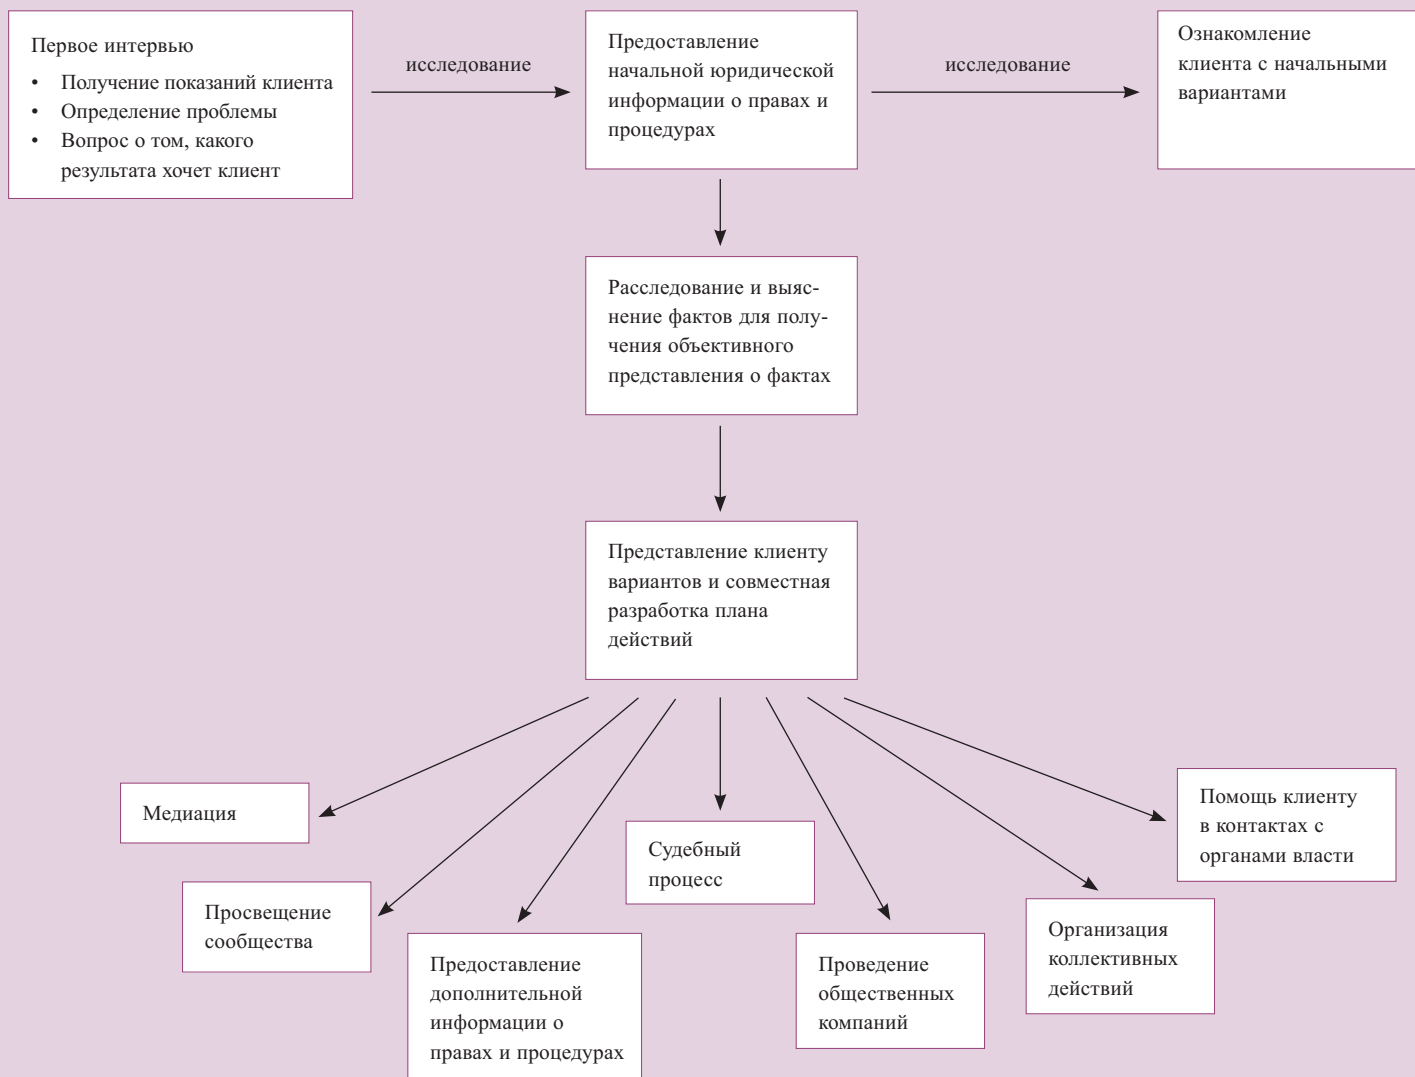 Первое интервью
• Получение показаний клиента
• Определение проблемы
• Вопрос о том, какого
результата хочет клиент
исследование
Предоставление
начальной юридической
информации о правах и
процедурах
исследование
Ознакомление
клиента с начальными
вариантами
Расследование и выяс-
нение фактов для полу-
чения объективного
представления о фактах
Представление клиенту
вариантов и совместная
разработка плана
действий
Медиация
Просвещение
сообщества
Предоставление
дополнительной
информации о
правах и процедурах
Судебный
процесс
Проведение
общественных
компаний
Организация
коллективных
действий
Помощь клиенту
в контактах с
органами власти